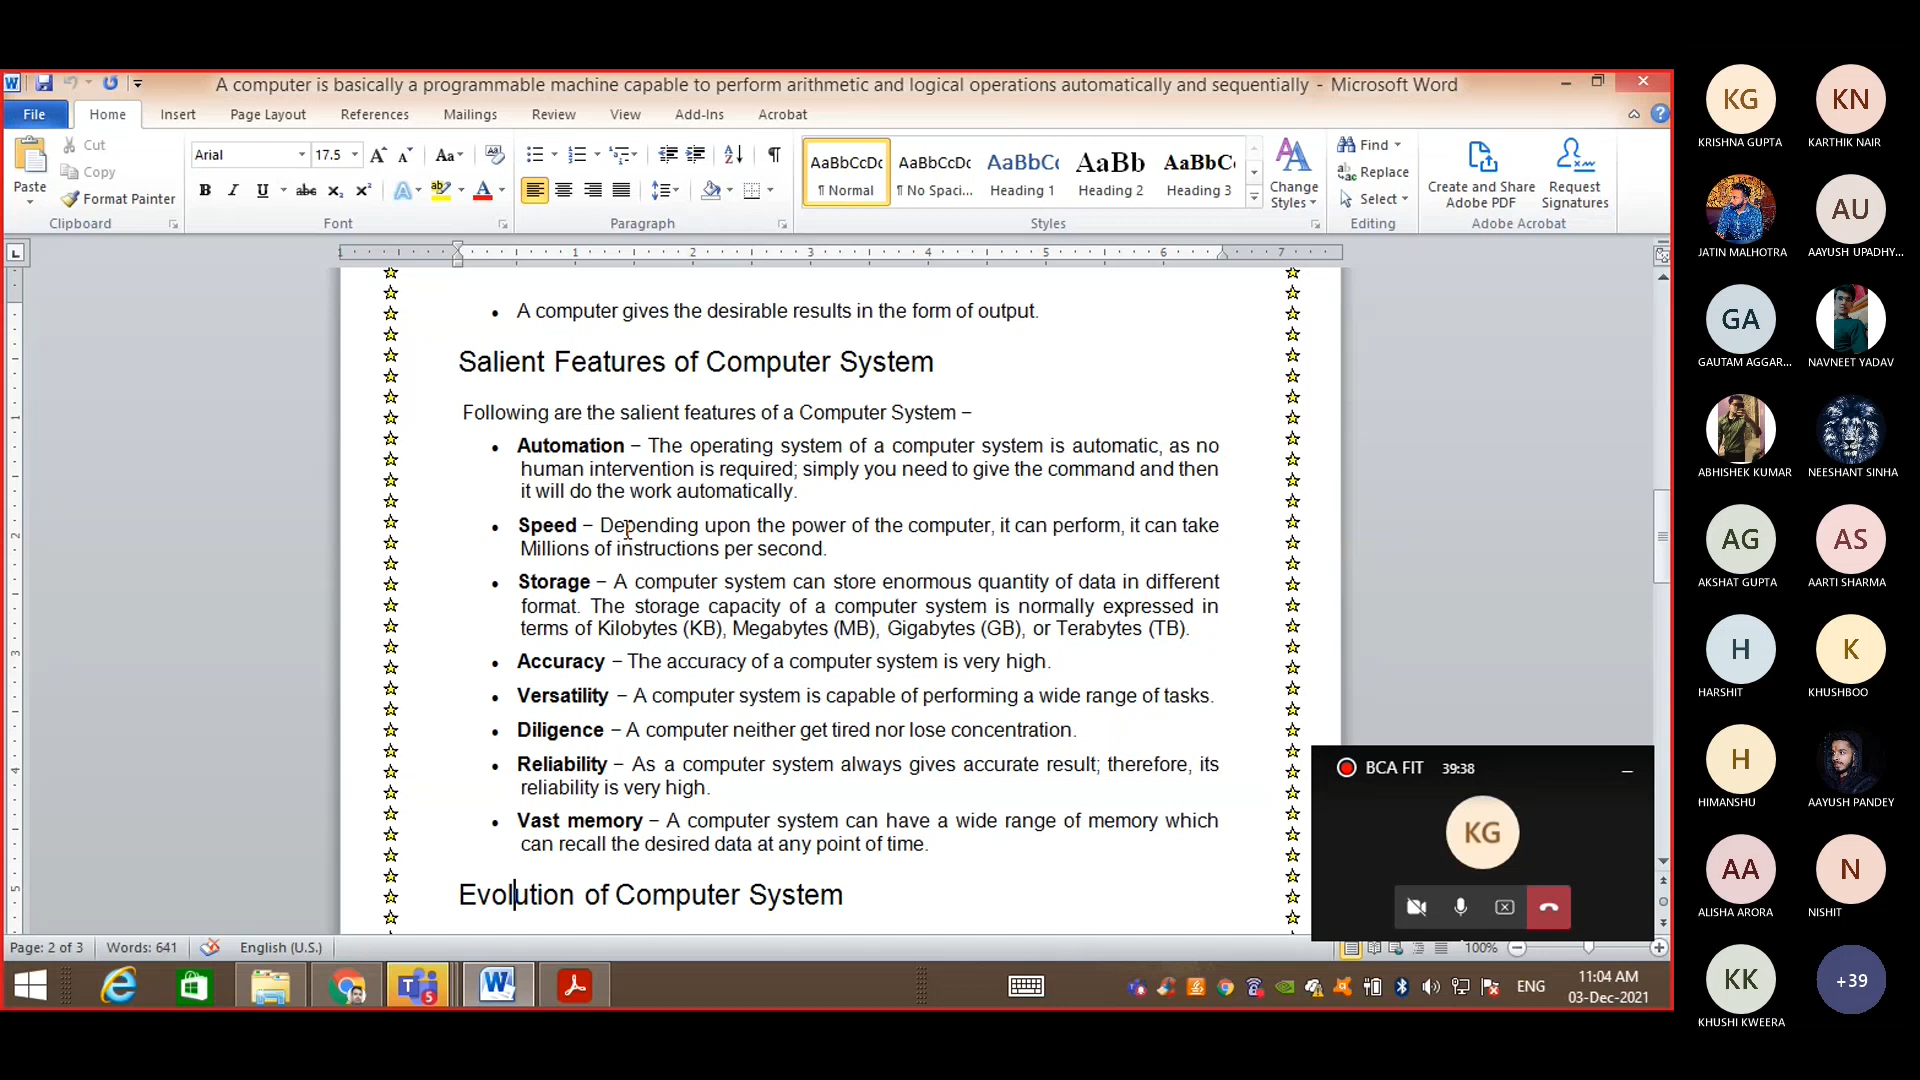 A computer is basically a programmable machine capable to perform arithmetic and logical operations automatically and sequentially - Microsoft Word
File Home Insert Page Layout References Mailings Review View Add-Ins Acrobat
Paste
Cut
Copy
Format Painter
Clipboard
Arial 17.5
Font
Paragraph
AaBbCcDc AaBbCcDc AaBbCc AaBb AaBbC
¶ Normal ¶ No Spaci... Heading 1 Heading 2 Heading 3
Change
Styles
Styles
Find
Replace
Select
Editing
Create and Share
Adobe PDF
Request
Signatures
Adobe Acrobat
1 1 2 3 4 5 6 7
• A computer gives the desirable results in the form of output.
Salient Features of Computer System
Following are the salient features of a Computer System −
• Automation − The operating system of a computer system is automatic, as no
human intervention is required; simply you need to give the command and then
it will do the work automatically.
• Speed − Depending upon the power of the computer, it can perform, it can take
Millions of instructions per second.
• Storage − A computer system can store enormous quantity of data in different
format. The storage capacity of a computer system is normally expressed in
terms of Kilobytes (KB), Megabytes (MB), Gigabytes (GB), or Terabytes (TB).
• Accuracy − The accuracy of a computer system is very high.
• Versatility − A computer system is capable of performing a wide range of tasks.
• Diligence − A computer neither get tired nor lose concentration.
• Reliability − As a computer system always gives accurate result; therefore, its
reliability is very high.
• Vast memory − A computer system can have a wide range of memory which
can recall the desired data at any point of time.
Evolution of Computer System
BCA FIT 39:38
KG
Page: 2 of 3 Words: 641 English (U.S.) 100%
ENG
11:04 AM
03-Dec-2021
KG KN
KRISHNA GUPTA KARTHIK NAIR
AU
JATIN MALHOTRA AAYUSH UPADHY...
GA
GAUTAM AGGAR... NAVNEET YADAV
ABHISHEK KUMAR NEESHANT SINHA
AG AS
AKSHAT GUPTA AARTI SHARMA
H K
HARSHIT KHUSHBOO
H
HIMANSHU AAYUSH PANDEY
AA N
ALISHA ARORA NISHIT
KK +39
KHUSHI KWEERA